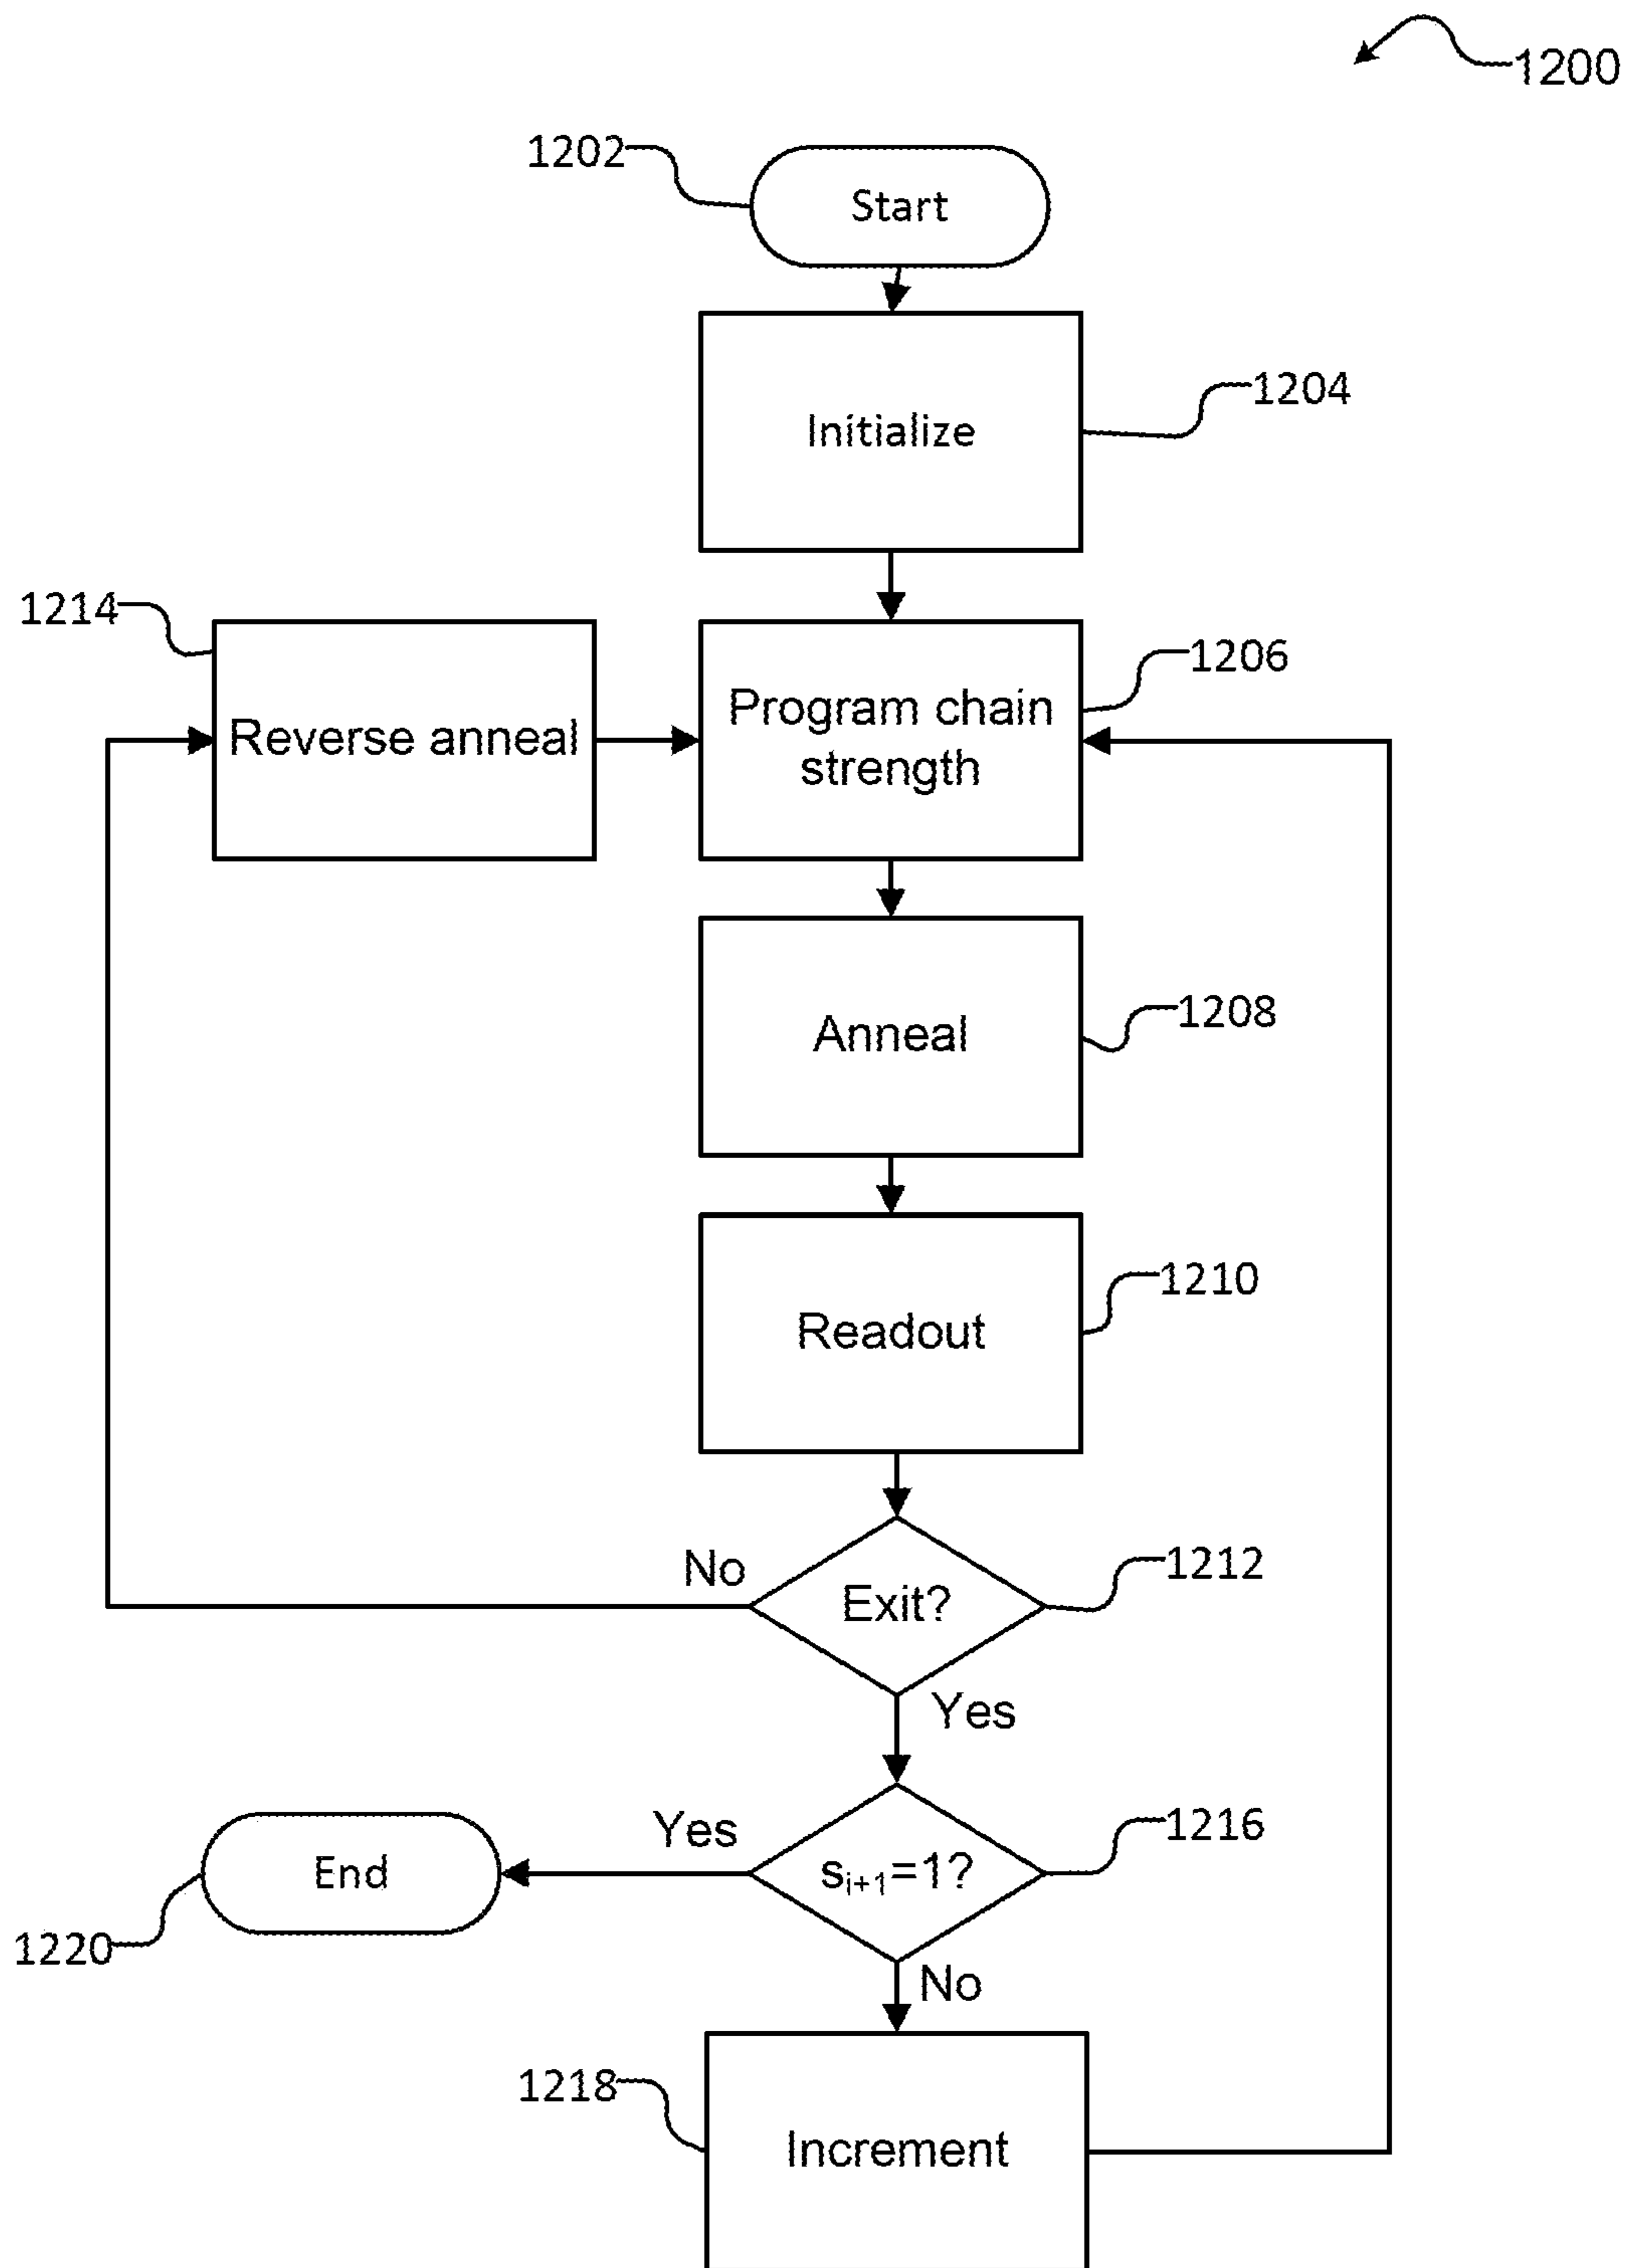 1200
1202
Start
Initialize
1204
1214
Reverse anneal
Program chain
strength
1206
Anneal
1208
Readout
1210
No
Exit?
1212
Yes
Yes
s_{i+1}=1?
1216
End
1220
No
1218
Increment